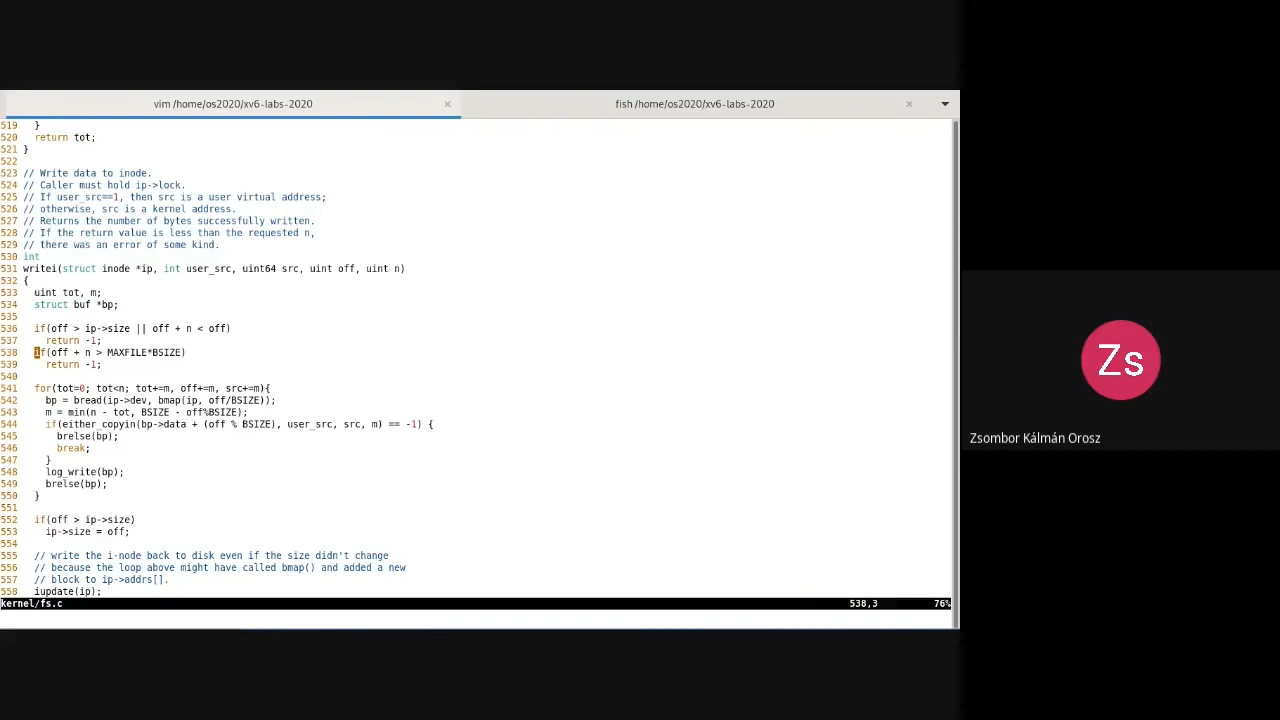 vim /home/os2020/xv6-labs-2020 ×
fish /home/os2020/xv6-labs-2020 ×
519   }
520   return tot;
521 }
522
523 // Write data to inode.
524 // Caller must hold ip->lock.
525 // If user_src==1, then src is a user virtual address;
526 // otherwise, src is a kernel address.
527 // Returns the number of bytes successfully written.
528 // If the return value is less than the requested n,
529 // there was an error of some kind.
530 int
531 writei(struct inode *ip, int user_src, uint64 src, uint off, uint n)
532 {
533   uint tot, m;
534   struct buf *bp;
535
536   if(off > ip->size || off + n < off)
537     return -1;
538   if(off + n > MAXFILE*BSIZE)
539     return -1;
540
541   for(tot=0; tot<n; tot+=m, off+=m, src+=m){
542     bp = bread(ip->dev, bmap(ip, off/BSIZE));
543     m = min(n - tot, BSIZE - off%BSIZE);
544     if(either_copyin(bp->data + (off % BSIZE), user_src, src, m) == -1) {
545       brelse(bp);
546       break;
547     }
548     log_write(bp);
549     brelse(bp);
550   }
551
552   if(off > ip->size)
553     ip->size = off;
554
555   // write the i-node back to disk even if the size didn't change
556   // because the loop above might have called bmap() and added a new
557   // block to ip->addrs[].
558   iupdate(ip);
kernel/fs.c 538,3 76%
Zs
Zsombor Kálmán Orosz